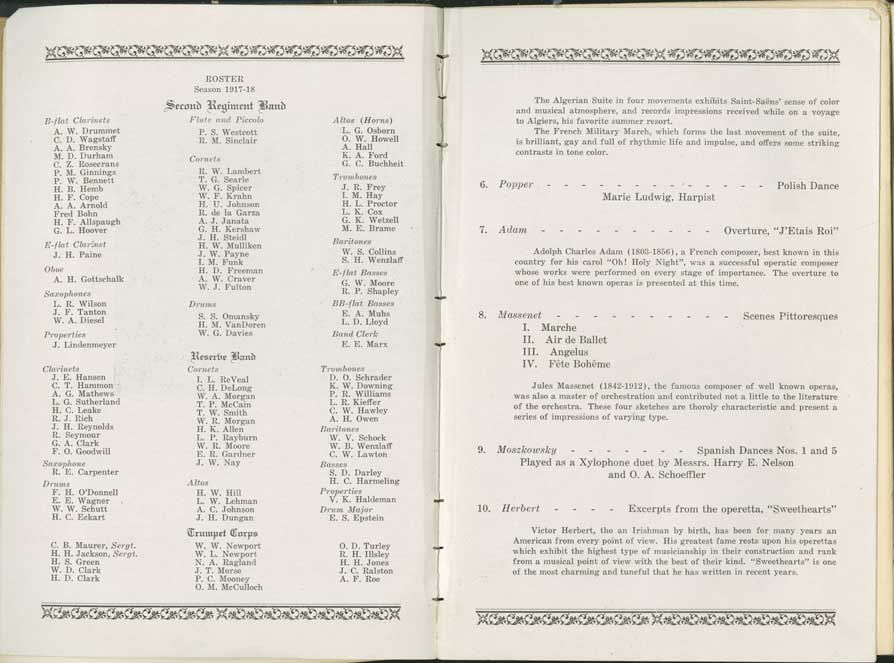 ROSTER
Season 1917-18
Second Regiment Band
B-flat Clarinets
A. W. Drummet
C. D. Wagstaff
A. A. Brensky
M. D. Durham
C. Z. Rosecrans
P. M. Ginnings
P. W. Bennett
H. B. Hemb
H. F. Cope
A. A. Arnold
Fred Bohn
H. F. Allspaugh
G. L. Hoover
E-flat Clarinet
J. H. Paine
Oboe
A. H. Gottschalk
Saxophones
L. R. Wilson
J. F. Tanton
W. A. Diesel
Properties
J. Lindenmeyer
Flute and Piccolo
P. S. Westcott
R. M. Sinclair
Cornets
R. W. Lambert
T. G. Searle
W. G. Spicer
W. F. Krahn
H. U. Johnson
R. de la Garza
A. J. Janata
G. H. Kershaw
J. H. Steidl
H. W. Mulliken
J. W. Payne
I. M. Funk
H. D. Freeman
A. W. Craver
W. J. Fulton
Drums
S. S. Omansky
H. M. VanDoren
W. G. Davies
Altos (Horns)
L. G. Osborn
O. W. Howell
A. Hall
K. A. Ford
G. C. Buchheit
Trombones
J. R. Frey
I. M. Hay
H. L. Proctor
L. K. Cox
G. K. Wetzell
M. E. Brame
Baritones
W. S. Collins
S. H. Wenzlaff
E-flat Basses
G. W. Moore
R. P. Shapley
BB-flat Basses
E. A. Muhs
L. D. Lloyd
Band Clerk
E. E. Marx
Reserve Band
Clarinets
J. E. Hansen
C. T. Hammon
A. G. Mathews
L. G. Sutherland
H. C. Leake
R. J. Rich
J. H. Reynolds
R. Seymour
G. A. Clark
F. O. Goodwill
Saxophone
R. E. Carpenter
Drums
F. H. O'Donnell
E. E. Wagner
W. W. Schutt
H. C. Eckart
Cornets
I. L. ReVeal
C. H. DeLong
W. A. Morgan
T. P. McCain
T. W. Smith
W. R. Morgan
H. K. Allen
L. P. Rayburn
W. R. Moore
E. R. Gardner
J. W. Nay
Altos
H. W. Hill
L. W. Lehman
A. C. Johnson
J. H. Dungan
Trombones
D. O. Schrader
K. W. Downing
P. R. Williams
L. R. Kieffer
C. W. Hawley
A. H. Owen
Baritones
W. V. Schock
W. B. Wenzlaff
C. W. Lawton
Basses
S. D. Darley
H. C. Harmeling
Properties
V. K. Haldeman
Drum Major
E. S. Epstein
Trumpet Corps
C. B. Maurer, Sergt.
H. H. Jackson, Sergt.
H. S. Green
W. D. Clark
H. D. Clark
W. W. Newport
W. L. Newport
N. A. Ragland
J. T. Morse
P. C. Mooney
O. M. McCulloch
O. D. Turley
R. H. Illsley
H. H. Jones
J. C. Ralston
A. F. Roe
The Algerian Suite in four movements exhibits Saint-Saëns' sense of color
and musical atmosphere, and records impressions received while on a voyage
to Algiers, his favorite summer resort.
The French Military March, which forms the last movement of the suite,
is brilliant, gay and full of rhythmic life and impulse, and offers some striking
contrasts in tone color.
6. Popper - - - - - - - - - - - - - - Polish Dance
Marie Ludwig, Harpist
7. Adam - - - - - - - - - - Overture, "J'Etais Roi"
Adolph Charles Adam (1803-1856), a French composer, best known in this
country for his carol "Oh! Holy Night", was a successful operatic composer
whose works were performed on every stage of importance. The overture to
one of his best known operas is presented at this time.
8. Massenet - - - - - - - - - - Scenes Pittoresques
I. Marche
II. Air de Ballet
III. Angelus
IV. Fête Bohême
Jules Massenet (1842-1912), the famous composer of well known operas,
was also a master of orchestration and contributed not a little to the literature
of the orchestra. These four sketches are thoroly characteristic and present a
series of impressions of varying type.
9. Moszkowsky - - - - - - Spanish Dances Nos. 1 and 5
Played as a Xylophone duet by Messrs. Harry E. Nelson
and O. A. Schoeffler
10. Herbert - - - - Excerpts from the operetta, "Sweethearts"
Victor Herbert, tho an Irishman by birth, has been for many years an
American from every point of view. His greatest fame rests upon his operettas
which exhibit the highest type of musicianship in their construction and rank
from a musical point of view with the best of their kind. "Sweethearts" is one
of the most charming and tuneful that he has written in recent years.